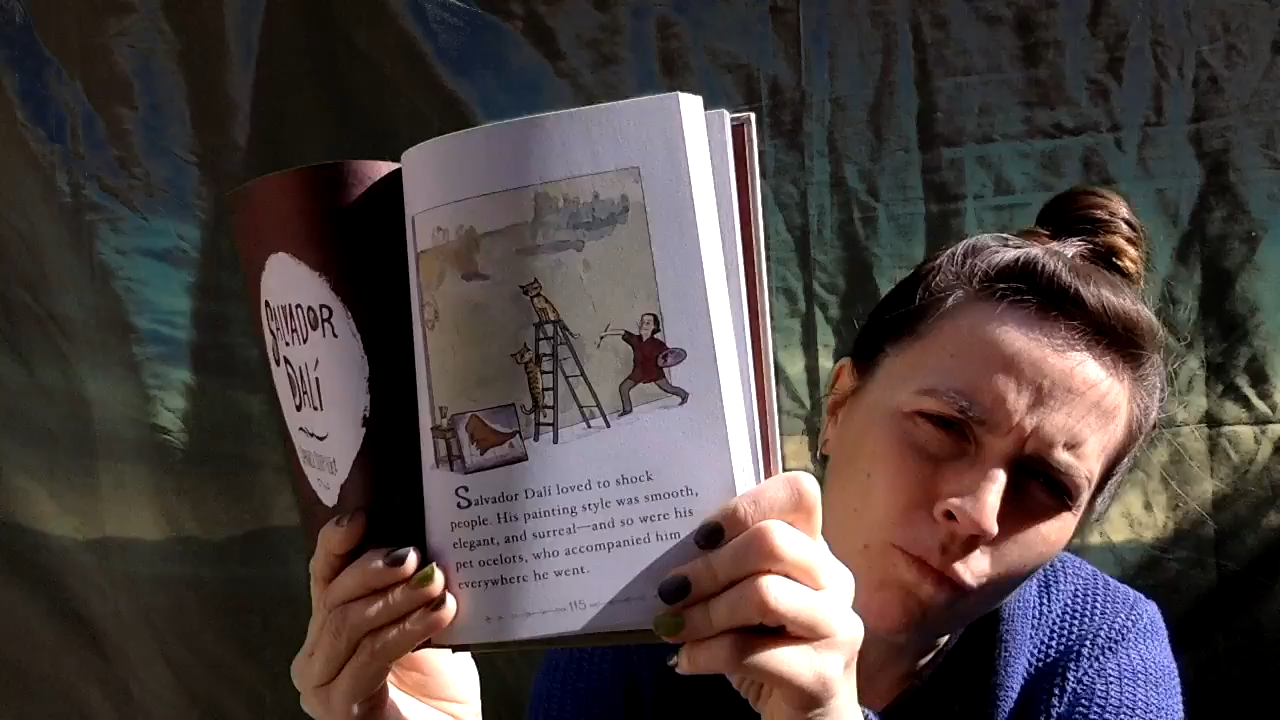 SALVADOR
DALÍ
Salvador Dalí loved to shock
people. His painting style was smooth,
elegant, and surreal—and so were his
pet ocelots, who accompanied him
everywhere he went.
115